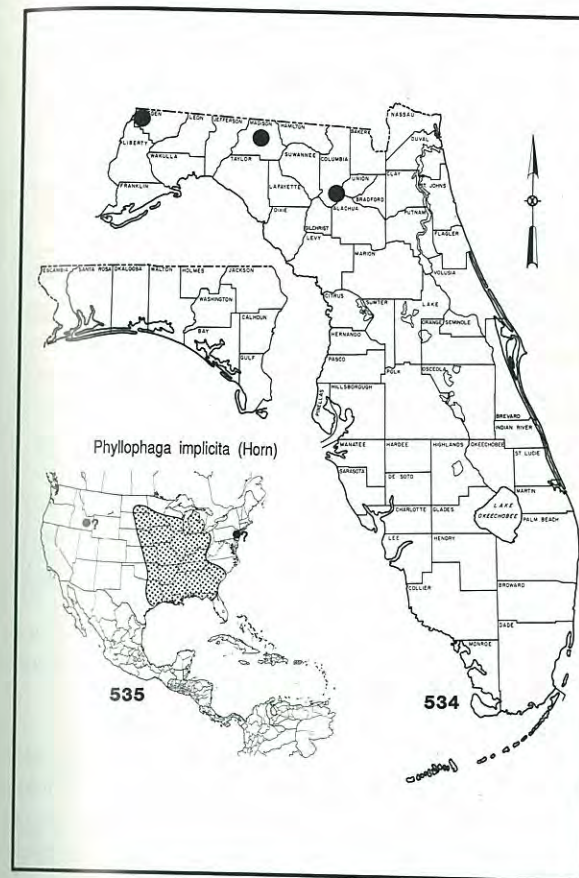 NASSAU
DEN
LEON
JEFFERSON
MADISON
HAMILTON
BAKER
DUVAL
LIBERTY
WAKULLA
TAYLOR
SUWANNEE
COLUMBIA
UNION
CLAY
ST. JOHNS
FRANKLIN
LAFAYETTE
BRADFORD
DIXIE
ALACHUA
PUTNAM
GILCHRIST
LEVY
FLAGLER
MARION
VOLUSIA
ESCAMBIA
SANTA ROSA
OKALOOSA
WALTON
HOLMES
JACKSON
WASHINGTON
BAY
CALHOUN
GULF
CITRUS
SUMTER
LAKE
HERNANDO
ORANGE
SEMINOLE
PASCO
POLK
OSCEOLA
HILLSBOROUGH
PINELLAS
BREVARD
INDIAN RIVER
Phyllophaga implicita (Horn)
MANATEE
HARDEE
HIGHLANDS
OKEECHOBEE
ST LUCIE
SARASOTA
DE SOTO
MARTIN
CHARLOTTE
GLADES
LAKE
OKEECHOBEE
PALM BEACH
LEE
HENDRY
COLLIER
BROWARD
DADE
MONROE
?
?
535
534